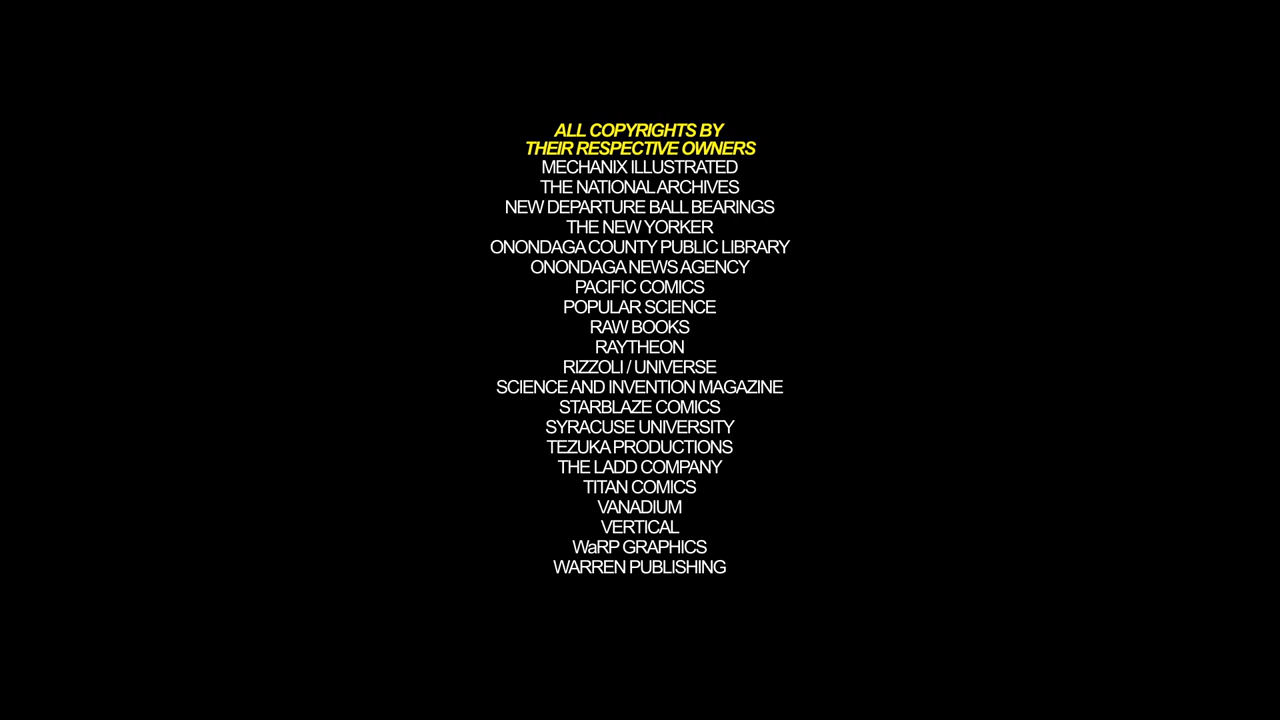 ALL COPYRIGHTS BY
THEIR RESPECTIVE OWNERS
MECHANIX ILLUSTRATED
THE NATIONAL ARCHIVES
NEW DEPARTURE BALL BEARINGS
THE NEW YORKER
ONONDAGA COUNTY PUBLIC LIBRARY
ONONDAGA NEWS AGENCY
PACIFIC COMICS
POPULAR SCIENCE
RAW BOOKS
RAYTHEON
RIZZOLI / UNIVERSE
SCIENCE AND INVENTION MAGAZINE
STARBLAZE COMICS
SYRACUSE UNIVERSITY
TEZUKA PRODUCTIONS
THE LADD COMPANY
TITAN COMICS
VANADIUM
VERTICAL
WaRP GRAPHICS
WARREN PUBLISHING